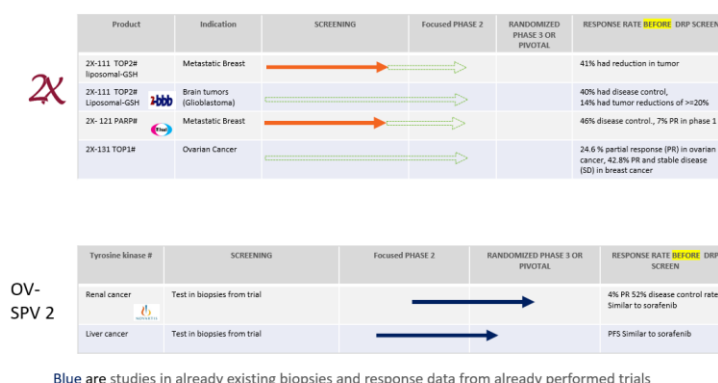 Product Indication SCREENING Focused PHASE 2 RANDOMIZED PHASE 3 OR PIVOTAL RESPONSE RATE BEFORE DRP SCREEN
2X
2X-111 TOP2# liposomal-GSH Metastatic Breast 41% had reduction in tumor
2X-111 TOP2# Liposomal-GSH 2-bbb Brain tumors (Glioblastoma) 40% had disease control, 14% had tumor reductions of >=20%
2X- 121 PARP# Metastatic Breast 46% disease control., 7% PR in phase 1
2X-131 TOP1# Ovarian Cancer 24.6 % partial response (PR) in ovarian cancer, 42.8% PR and stable disease (SD) in breast cancer
Tyrosine kinase # SCREENING Focused PHASE 2 RANDOMIZED PHASE 3 OR PIVOTAL RESPONSE RATE BEFORE DRP SCREEN
OV-
SPV 2
Renal cancer Test in biopsies from trial 4% PR 52% disease control rate Similar to sorafenib
Liver cancer Test in biopsies from trial PFS Similar to sorafenib
Blue are studies in already existing biopsies and response data from already performed trials